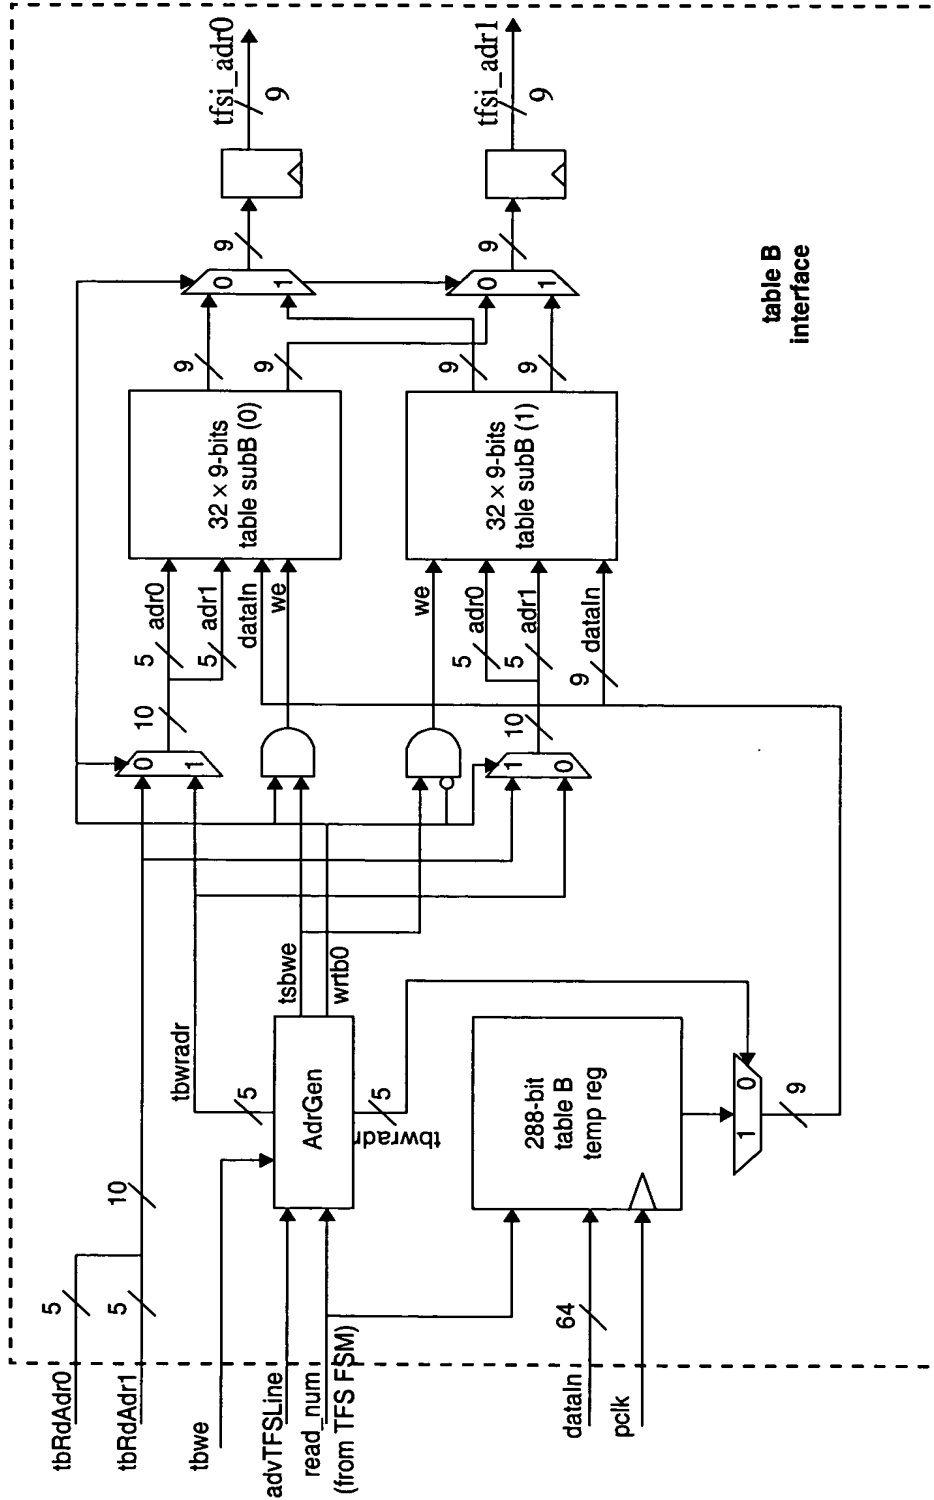 tbRdAdr0
5
tbRdAdr1
5
10
tbwe
advTFSLine
read_num
(from TFS FSM)
dataIn
64
pclk
tbwradr
5
AdrGen
tbwradr
5
tsbwe
wrtb0
288-bit
table B
temp reg
1
0
9
0
1
10
5
adr0
5
adr1
dataIn
we
32 × 9-bits
table subB (0)
9
9
0
1
9
tfsi_adr0
9
1
0
10
we
5
adr0
5
adr1
9
dataIn
32 × 9-bits
table subB (1)
9
9
0
1
9
tfsi_adr1
9
table B
interface